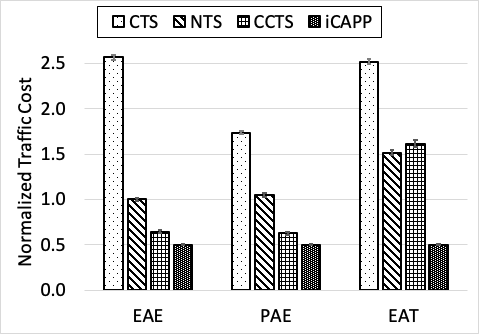 CTS NTS CCTS iCAPP
Normalized Traffic Cost
2.5
2.0
1.5
1.0
0.5
0.0
EAE PAE EAT